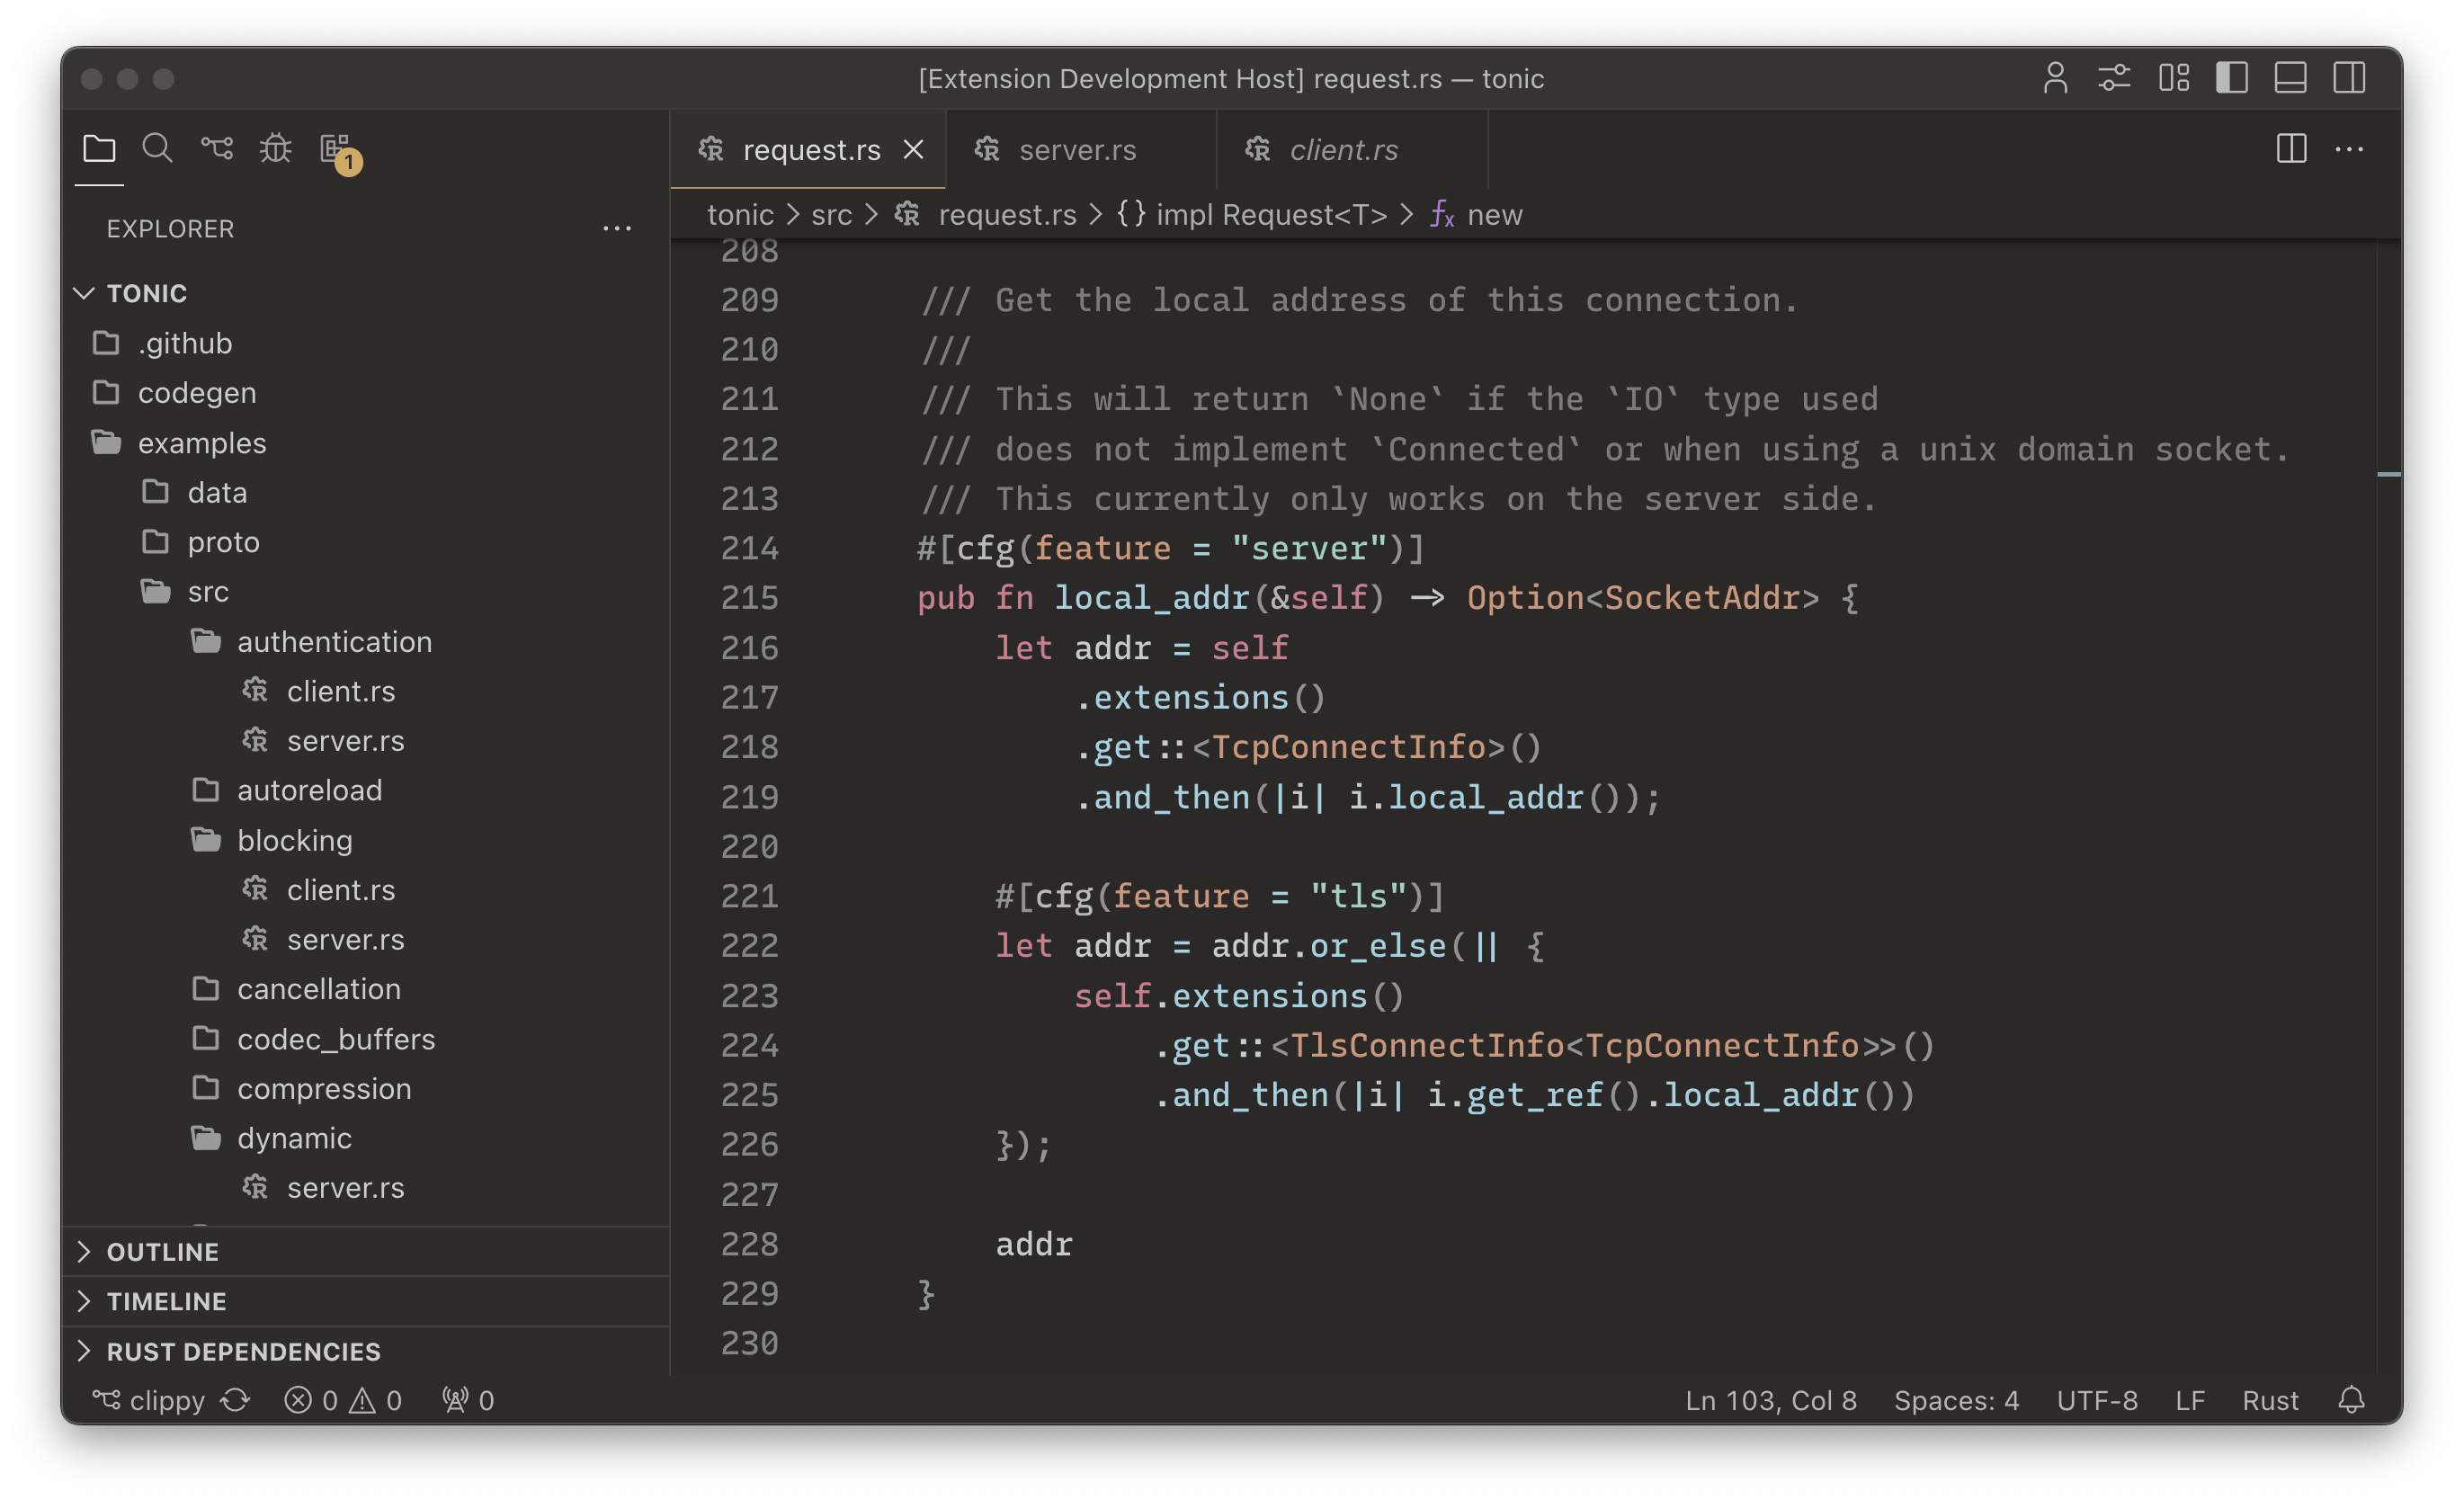 [Extension Development Host] request.rs — tonic
1
EXPLORER
TONIC
.github
codegen
examples
data
proto
src
authentication
client.rs
server.rs
autoreload
blocking
client.rs
server.rs
cancellation
codec_buffers
compression
dynamic
server.rs
OUTLINE
TIMELINE
RUST DEPENDENCIES
request.rs server.rs client.rs
tonic > src > request.rs > {} impl Request<T> > fx new
208
209 /// Get the local address of this connection.
210 ///
211 /// This will return `None` if the `IO` type used
212 /// does not implement `Connected` or when using a unix domain socket.
213 /// This currently only works on the server side.
214 #[cfg(feature = "server")]
215 pub fn local_addr(&self) -> Option<SocketAddr> {
216 let addr = self
217 .extensions()
218 .get::<TcpConnectInfo>()
219 .and_then(|i| i.local_addr());
220
221 #[cfg(feature = "tls")]
222 let addr = addr.or_else(|| {
223 self.extensions()
224 .get::<TlsConnectInfo<TcpConnectInfo>>()
225 .and_then(|i| i.get_ref().local_addr())
226 });
227
228 addr
229 }
230
clippy 0 0 0 Ln 103, Col 8 Spaces: 4 UTF-8 LF Rust